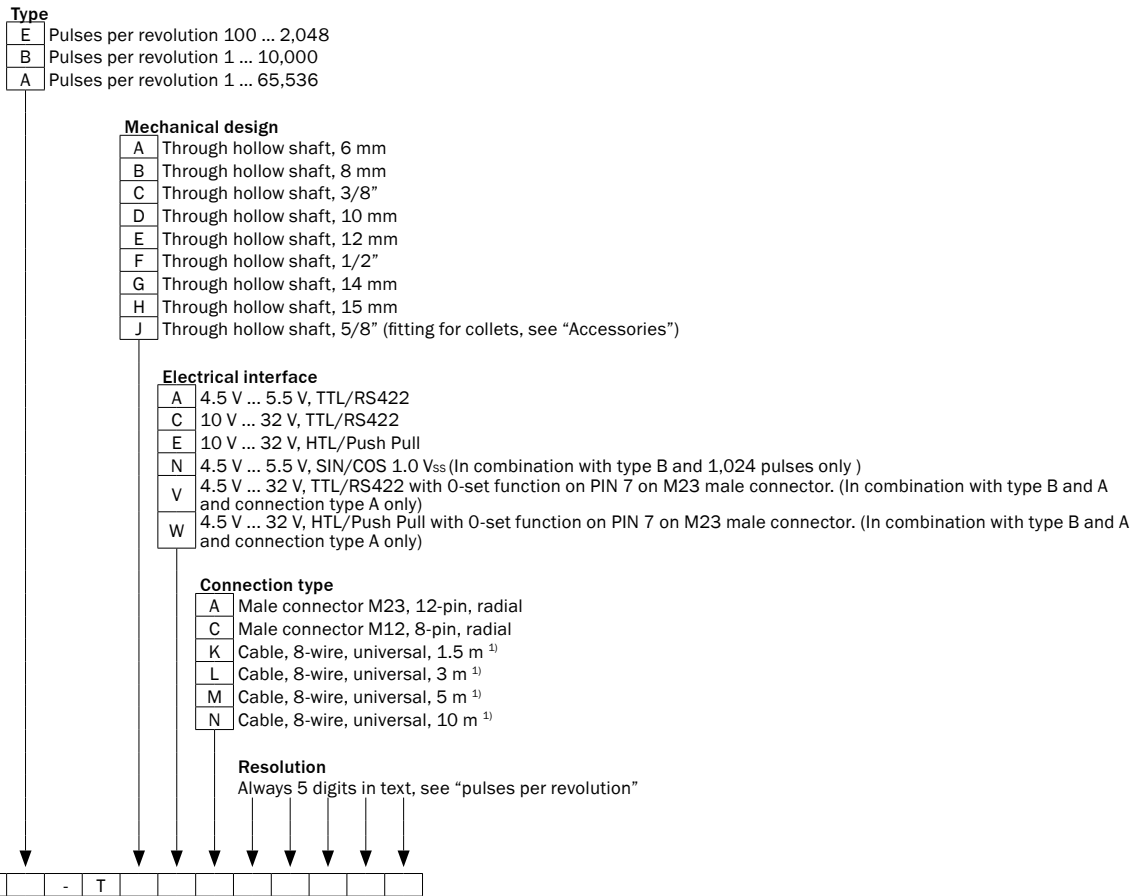 Type
E Pulses per revolution 100 ... 2,048
B Pulses per revolution 1 ... 10,000
A Pulses per revolution 1 ... 65,536
Mechanical design
A Through hollow shaft, 6 mm
B Through hollow shaft, 8 mm
C Through hollow shaft, 3/8”
D Through hollow shaft, 10 mm
E Through hollow shaft, 12 mm
F Through hollow shaft, 1/2”
G Through hollow shaft, 14 mm
H Through hollow shaft, 15 mm
J Through hollow shaft, 5/8” (fitting for collets, see “Accessories”)
Electrical interface
A 4.5 V ... 5.5 V, TTL/RS422
C 10 V ... 32 V, TTL/RS422
E 10 V ... 32 V, HTL/Push Pull
N 4.5 V ... 5.5 V, SIN/COS 1.0 Vss (In combination with type B and 1,024 pulses only )
V 4.5 V ... 32 V, TTL/RS422 with 0-set function on PIN 7 on M23 male connector. (In combination with type B and A
and connection type A only)
W 4.5 V ... 32 V, HTL/Push Pull with 0-set function on PIN 7 on M23 male connector. (In combination with type B and A
and connection type A only)
Connection type
A Male connector M23, 12-pin, radial
C Male connector M12, 8-pin, radial
K Cable, 8-wire, universal, 1.5 m 1)
L Cable, 8-wire, universal, 3 m 1)
M Cable, 8-wire, universal, 5 m 1)
N Cable, 8-wire, universal, 10 m 1)
Resolution
Always 5 digits in text, see “pulses per revolution”
- T